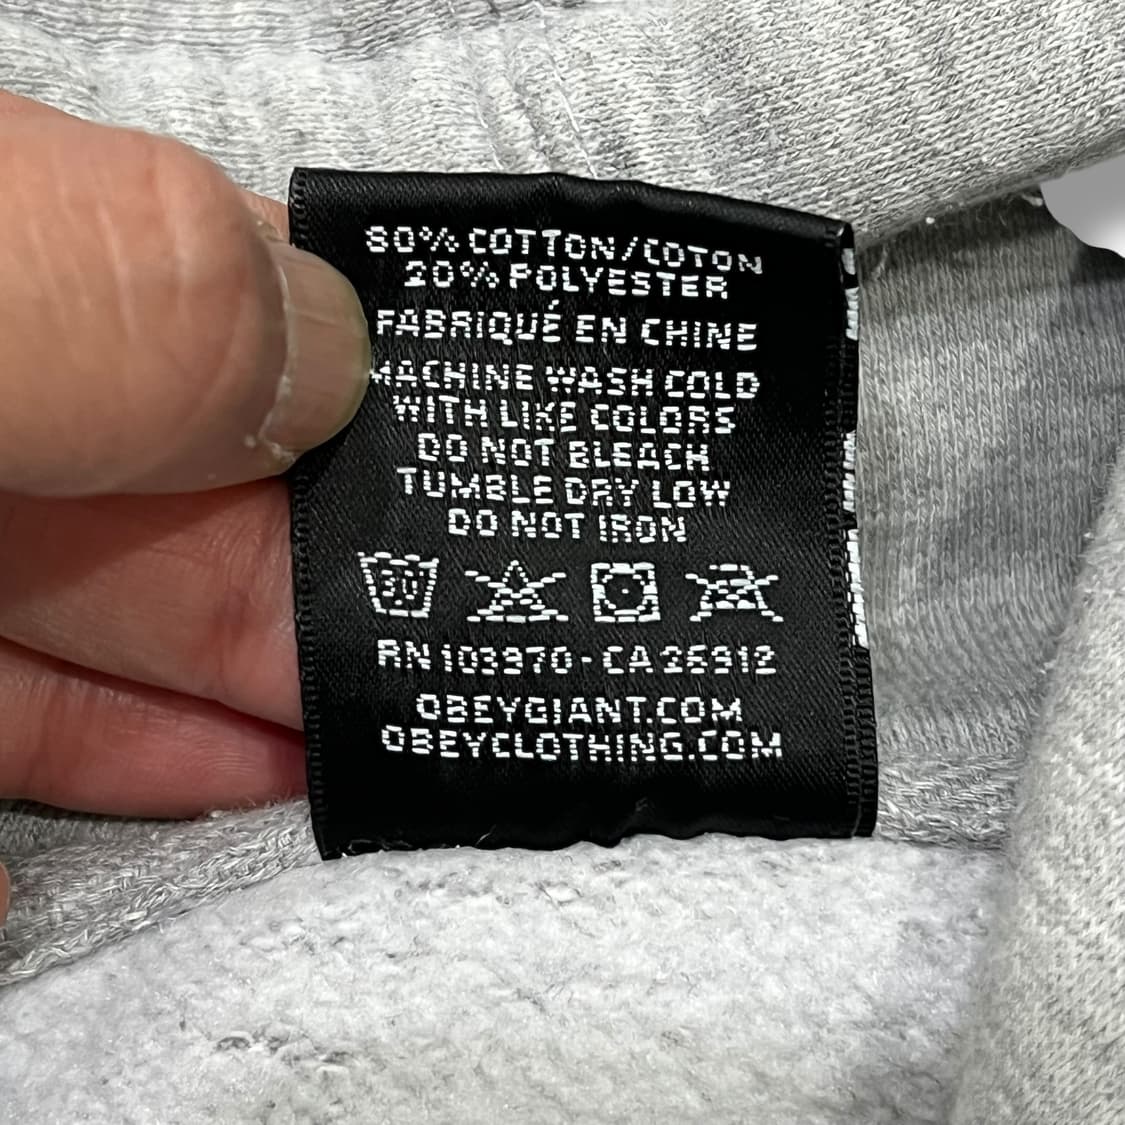 80% COTTON/COTON
20% POLYESTER
FABRIQUÉ EN CHINE
MACHINE WASH COLD
WITH LIKE COLORS
DO NOT BLEACH
TUMBLE DRY LOW
DO NOT IRON
30
RN 103970 - CA 26912
OBEYGIANT.COM
OBEYCLOTHING.COM